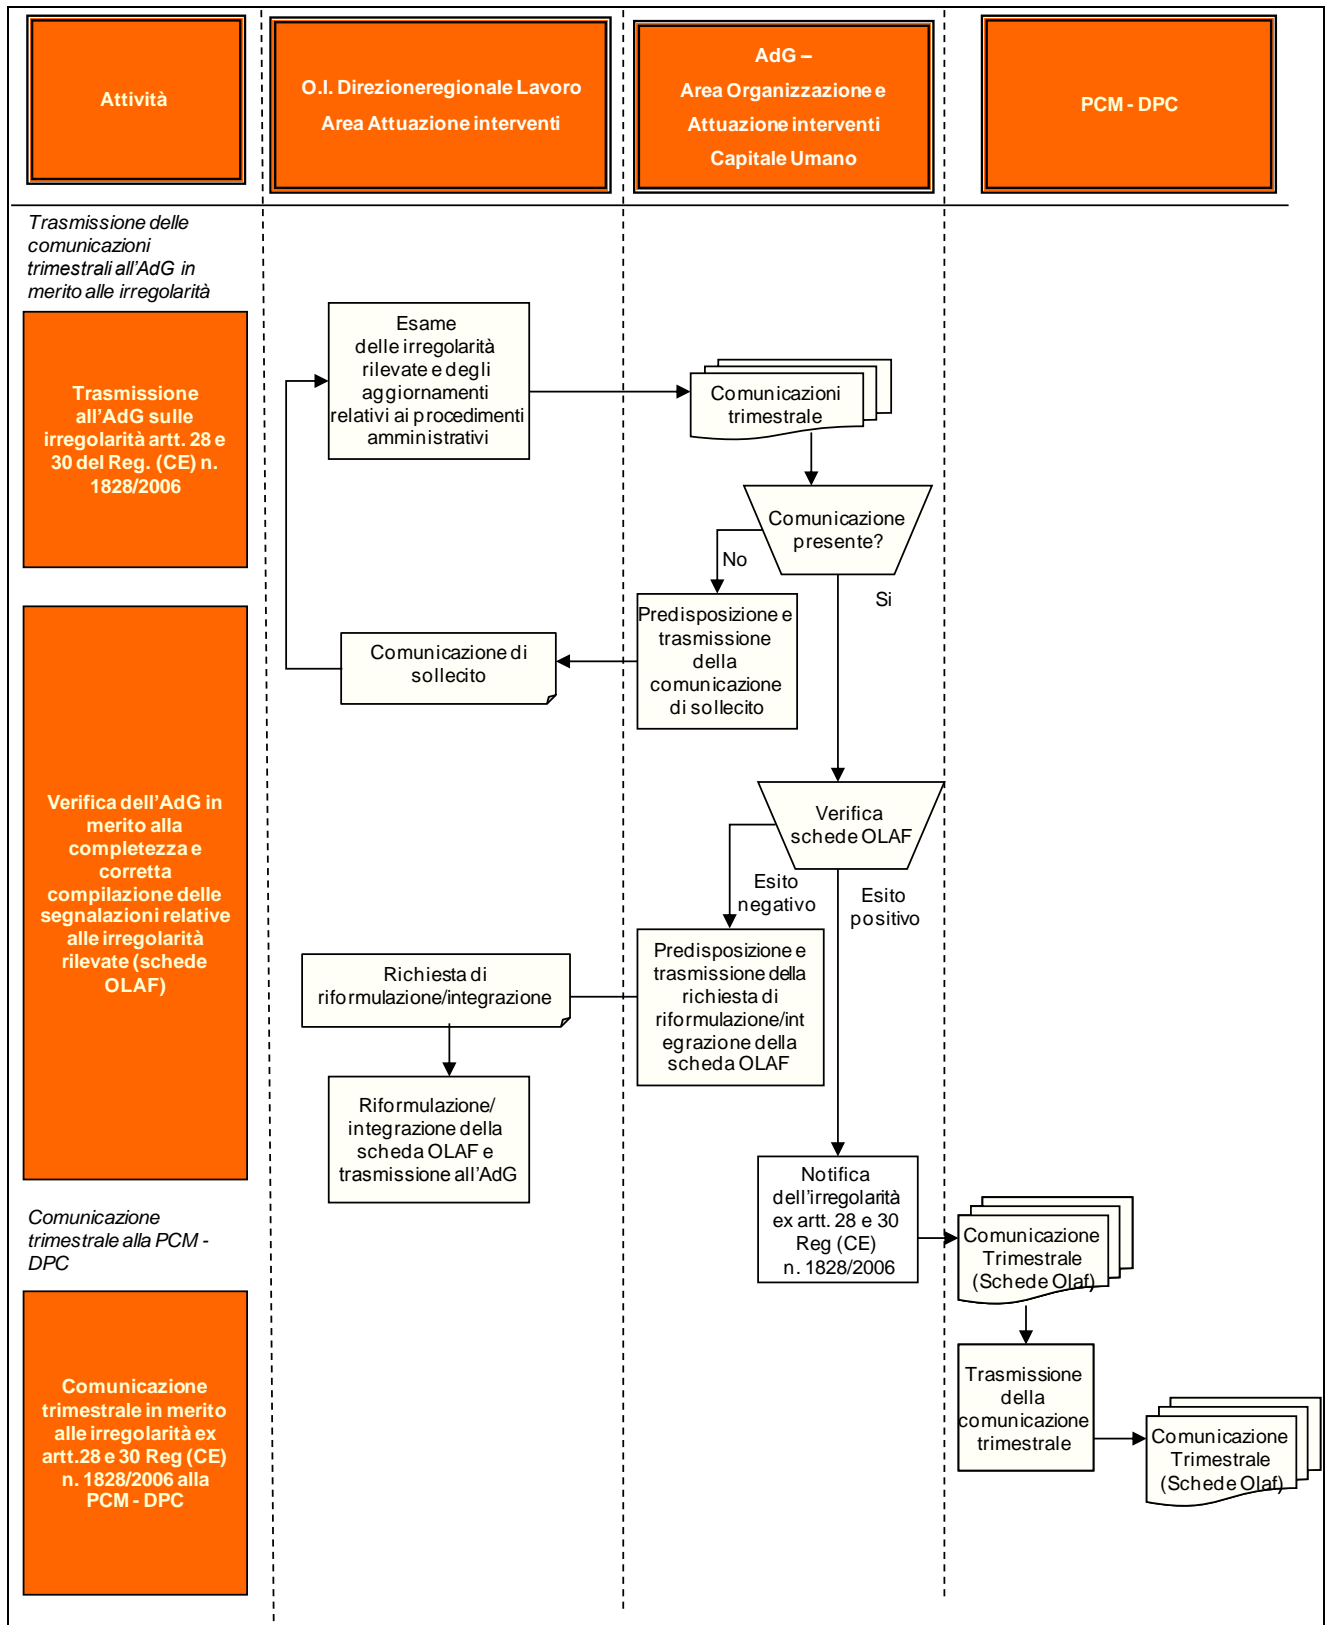 Attività
O.I. Direzioneregionale Lavoro
Area Attuazione interventi
AdG –
Area Organizzazione e
Attuazione interventi
Capitale Umano
PCM - DPC
Trasmissione delle
comunicazioni
trimestrali all'AdG in
merito alle irregolarità
Trasmissione
all'AdG sulle
irregolarità artt. 28 e
30 del Reg. (CE) n.
1828/2006
Esame
delle irregolarità
rilevate e degli
aggiornamenti
relativi ai procedimenti
amministrativi
Comunicazioni
trimestrale
Comunicazione
presente?
No
Si
Predisposizione e
trasmissione
della
comunicazione
di sollecito
Comunicazione di
sollecito
Verifica dell'AdG in
merito alla
completezza e
corretta
compilazione delle
segnalazioni relative
alle irregolarità
rilevate (schede
OLAF)
Verifica
schede OLAF
Esito
negativo
Esito
positivo
Predisposizione e
trasmissione della
richiesta di
riformulazione/int
egrazione della
scheda OLAF
Richiesta di
riformulazione/integrazione
Riformulazione/
integrazione della
scheda OLAF e
trasmissione all'AdG
Notifica
dell'irregolarità
ex artt. 28 e 30
Reg (CE)
n. 1828/2006
Comunicazione
Trimestrale
(Schede Olaf)
Comunicazione
trimestrale alla PCM -
DPC
Comunicazione
trimestrale in merito
alle irregolarità ex
artt.28 e 30 Reg (CE)
n. 1828/2006 alla
PCM - DPC
Trasmissione
della
comunicazione
trimestrale
Comunicazione
Trimestrale
(Schede Olaf)